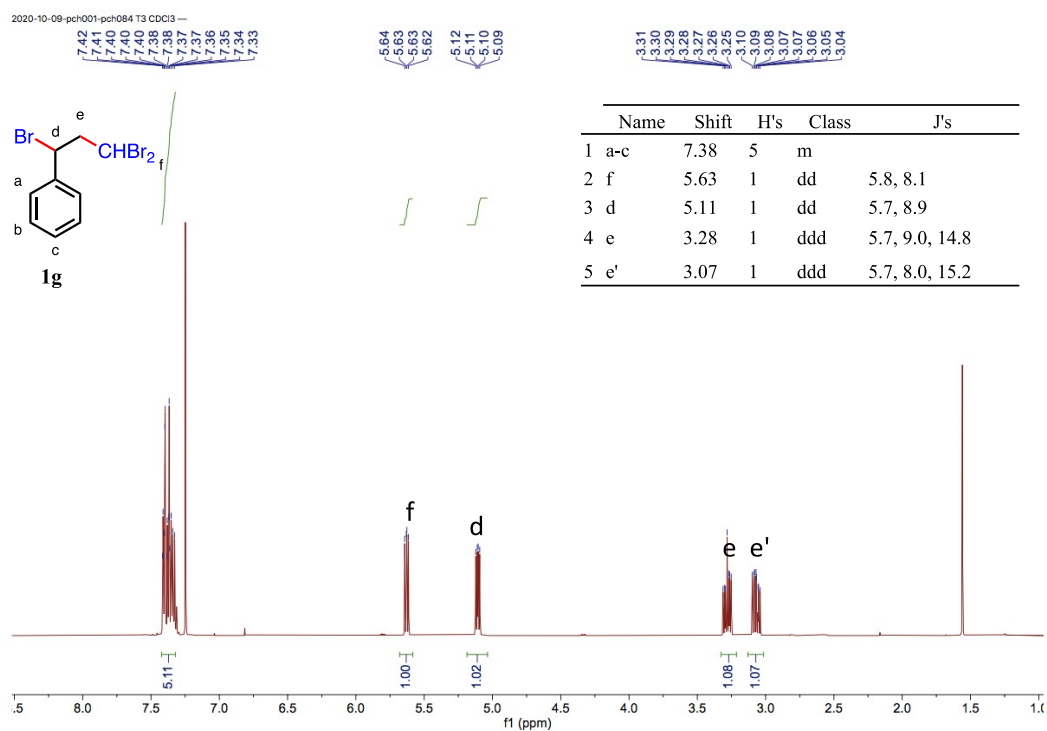 2020-10-09-pch001-pch084 T3 CDCl3 —
7.42 7.41 7.40 7.40 7.40 7.38 7.38 7.37 7.37 7.36 7.35 7.34 7.33
5.64 5.63 5.63 5.62
5.12 5.11 5.10 5.09
3.31 3.30 3.29 3.28 3.27 3.26 3.25 3.10 3.09 3.08 3.07 3.07 3.06 3.05 3.04
e
Br d
CHBr2 f
a
b
c
1g
Name Shift H's Class J's
1 a-c 7.38 5 m
2 f 5.63 1 dd 5.8, 8.1
3 d 5.11 1 dd 5.7, 8.9
4 e 3.28 1 ddd 5.7, 9.0, 14.8
5 e' 3.07 1 ddd 5.7, 8.0, 15.2
f d e e'
5.11 1.00 1.02 1.08 1.07
.5 7.5 7.0 6.5 6.0 5.5 5.0 4.5 4.0 3.5 3.0 2.5 2.0 1.5 1.0
f1 (ppm)